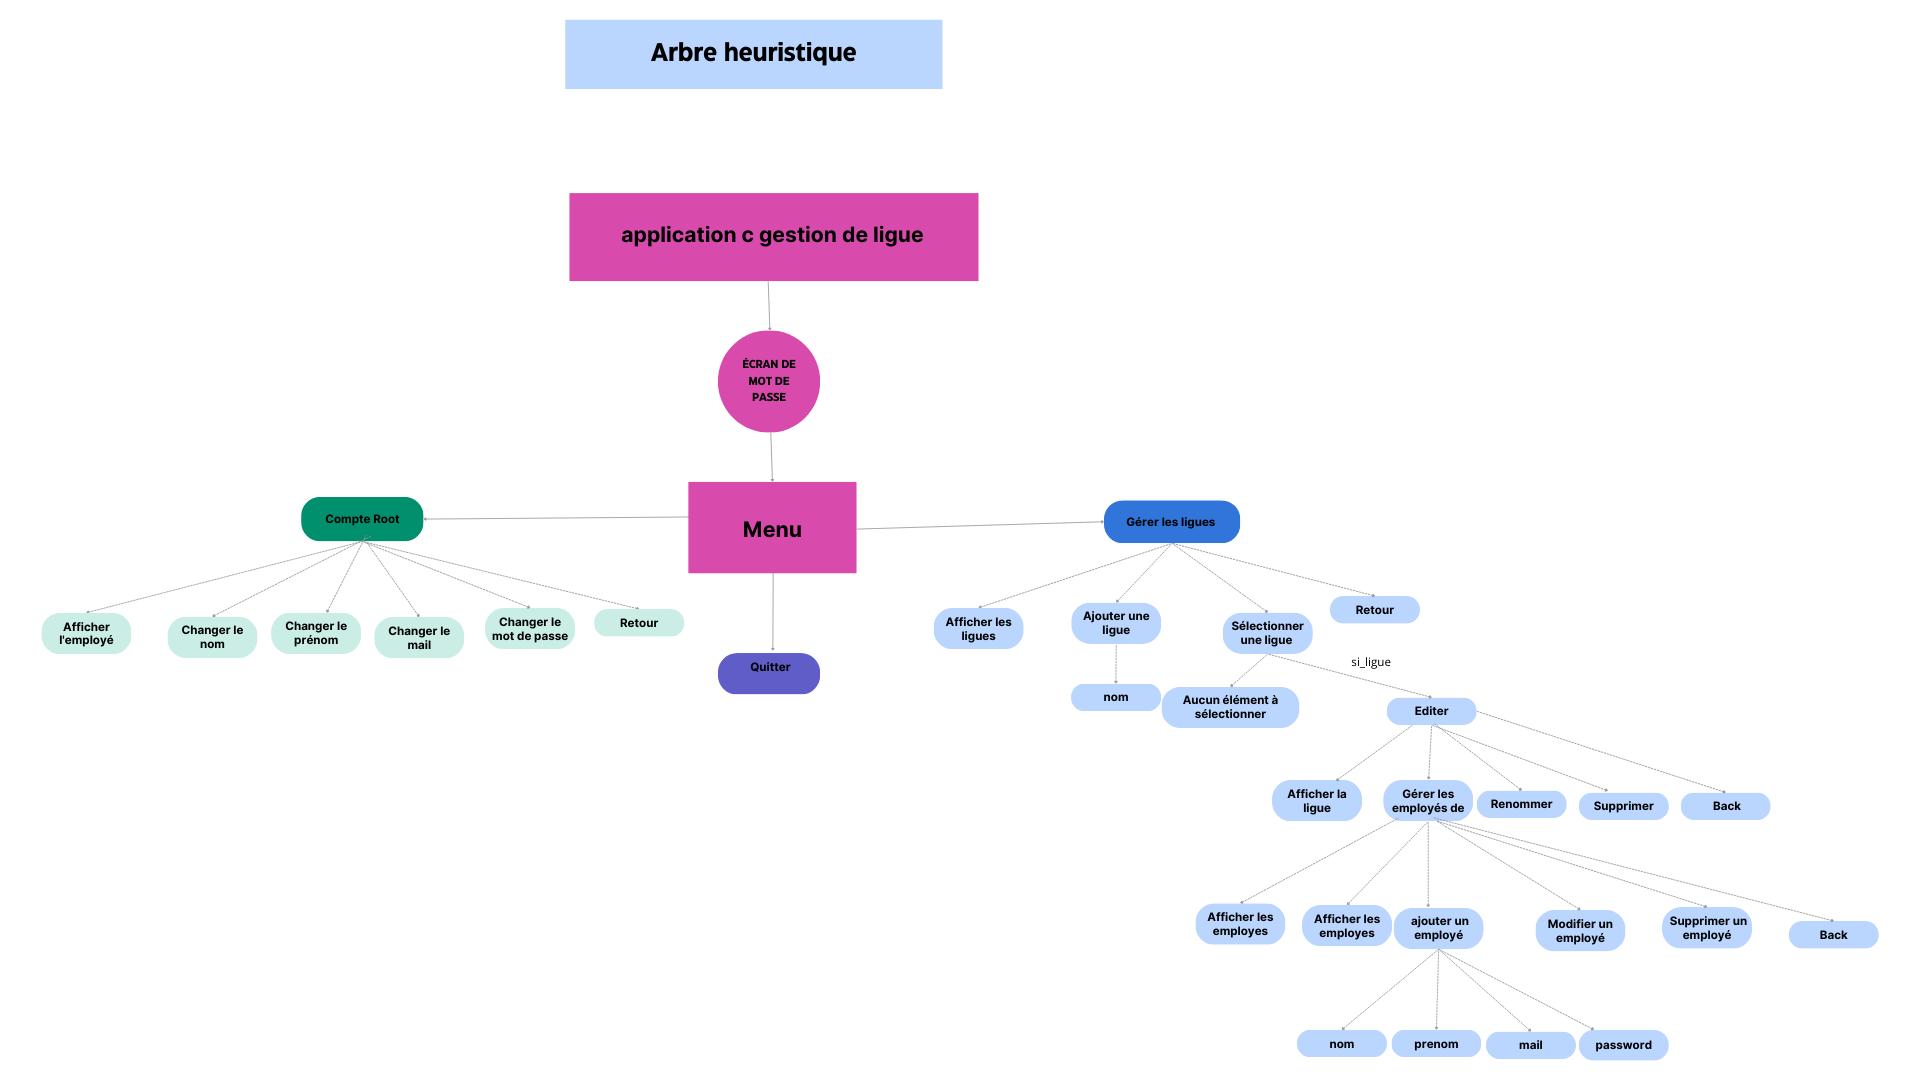 Arbre heuristique
application c gestion de ligue
ÉCRAN DE
MOT DE
PASSE
Menu
Compte Root
Gérer les ligues
Afficher
l'employé
Changer le
nom
Changer le
prénom
Changer le
mail
Changer le
mot de passe
Retour
Quitter
Afficher les
ligues
Ajouter une
ligue
Sélectionner
une ligue
Retour
si_ligue
nom
Aucun élément à
sélectionner
Editer
Afficher la
ligue
Gérer les
employés de
Renommer
Supprimer
Back
Afficher les
employes
Afficher les
employes
ajouter un
employé
Modifier un
employé
Supprimer un
employé
Back
nom
prenom
mail
password